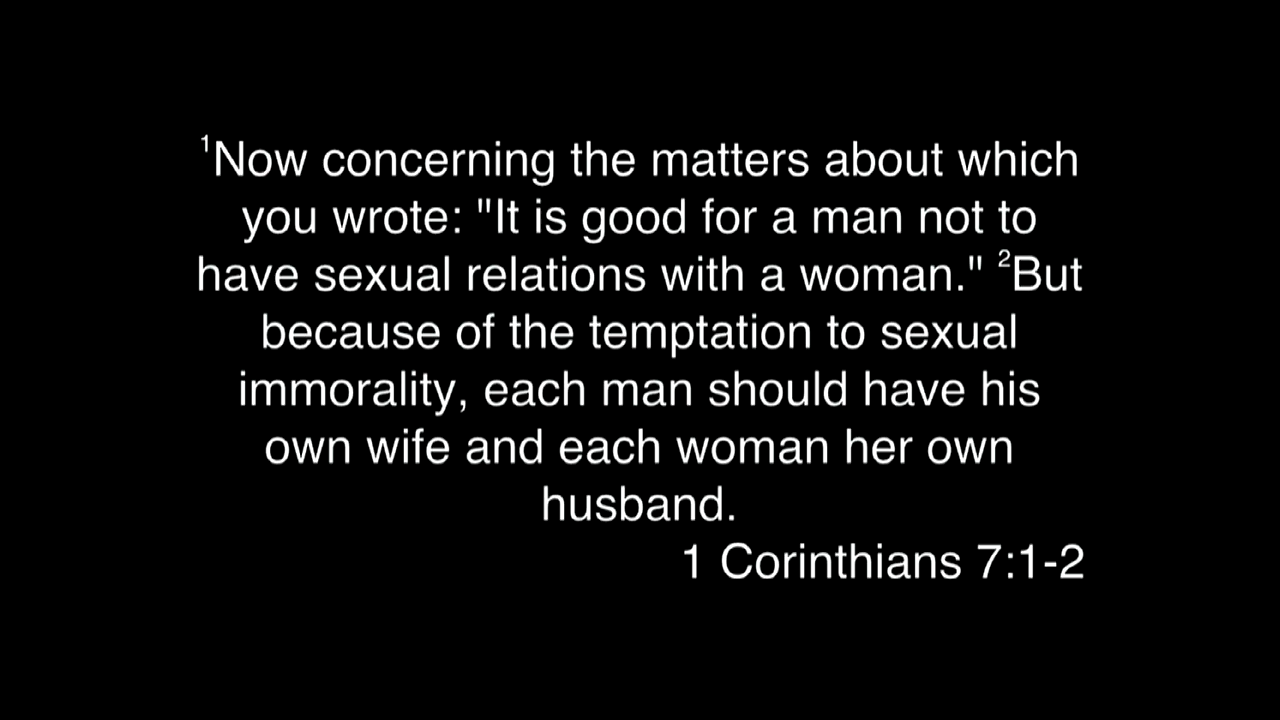 ¹Now concerning the matters about which
you wrote: "It is good for a man not to
have sexual relations with a woman." ²But
because of the temptation to sexual
immorality, each man should have his
own wife and each woman her own
husband.
1 Corinthians 7:1-2